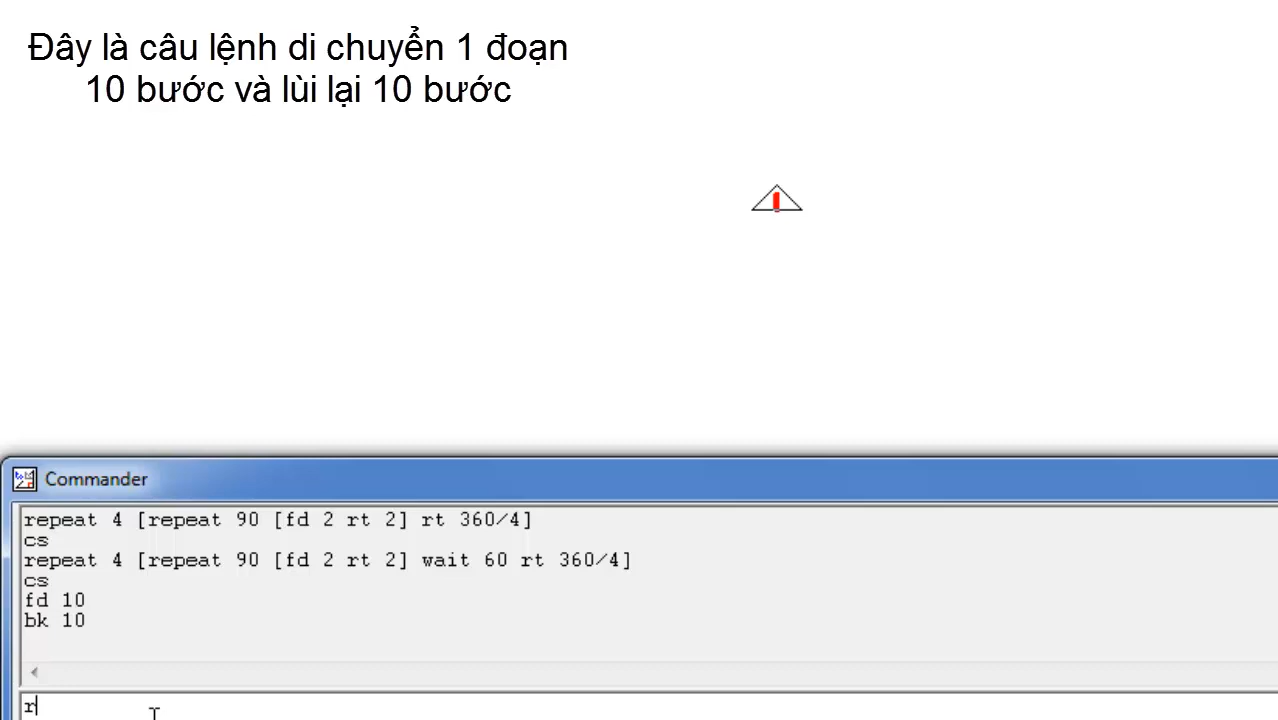 Đây là câu lệnh di chuyển 1 đoạn
10 bước và lùi lại 10 bước
Commander
repeat 4 [repeat 90 [fd 2 rt 2] rt 360/4]
cs
repeat 4 [repeat 90 [fd 2 rt 2] wait 60 rt 360/4]
cs
fd 10
bk 10
r